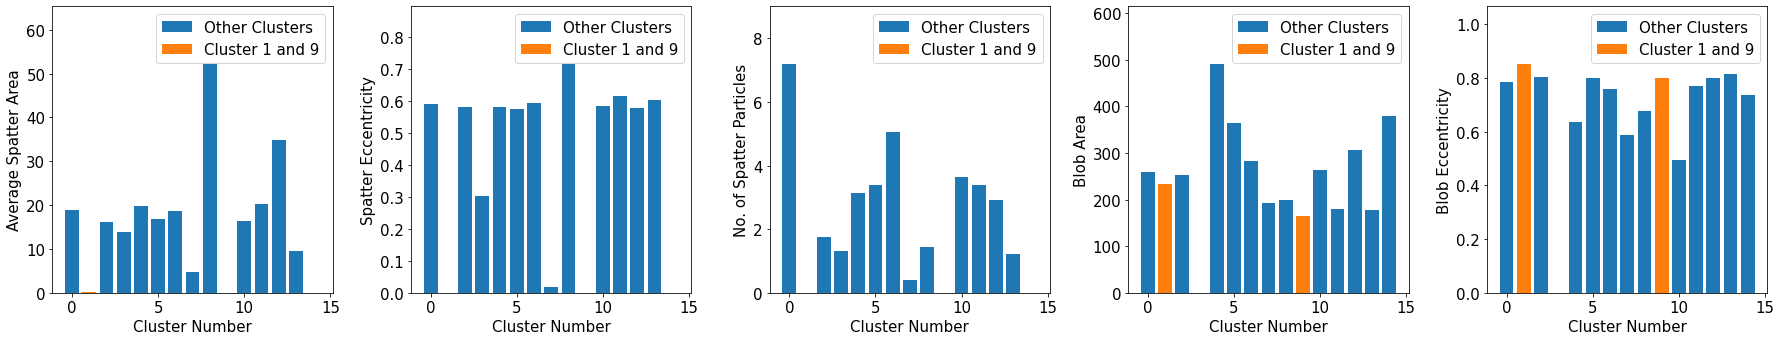 Average Spatter Area
60
50
40
30
20
10
0
Other Clusters
Cluster 1 and 9
0 5 10 15
Cluster Number
Spatter Eccentricity
0.8
0.7
0.6
0.5
0.4
0.3
0.2
0.1
0.0
Other Clusters
Cluster 1 and 9
0 5 10 15
Cluster Number
No. of Spatter Particles
8
6
4
2
0
Other Clusters
Cluster 1 and 9
0 5 10 15
Cluster Number
Blob Area
600
500
400
300
200
100
0
Other Clusters
Cluster 1 and 9
0 5 10 15
Cluster Number
Blob Eccentricity
1.0
0.8
0.6
0.4
0.2
0.0
Other Clusters
Cluster 1 and 9
0 5 10 15
Cluster Number